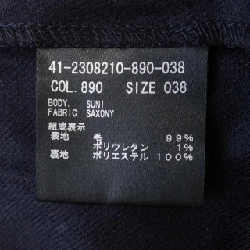 41-2308210-890-038
COL. 890 SIZE 038
BODY. SUNI
FABRIC SAXONY
組成表示
表地 毛 99%
ポリウレタン 1%
裏地 ポリエステル 100%